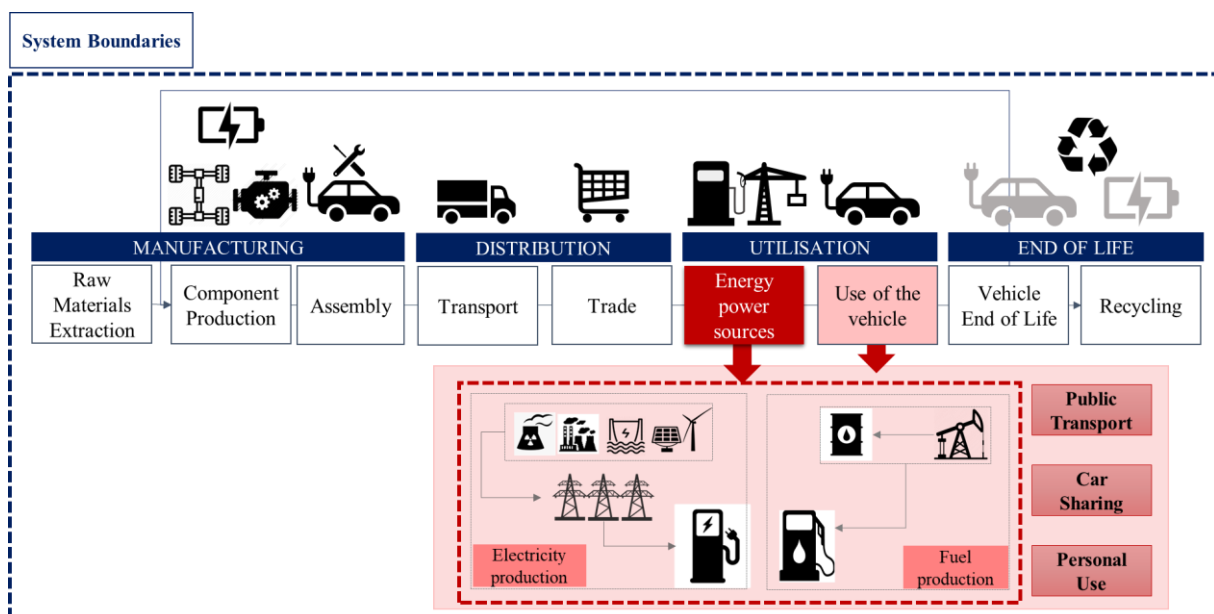 System Boundaries
MANUFACTURING
DISTRIBUTION
UTILISATION
END OF LIFE
Raw
Materials
Extraction
Component
Production
Assembly
Transport
Trade
Energy
power
sources
Use of the
vehicle
Vehicle
End of Life
Recycling
Electricity
production
Fuel
production
Public
Transport
Car
Sharing
Personal
Use